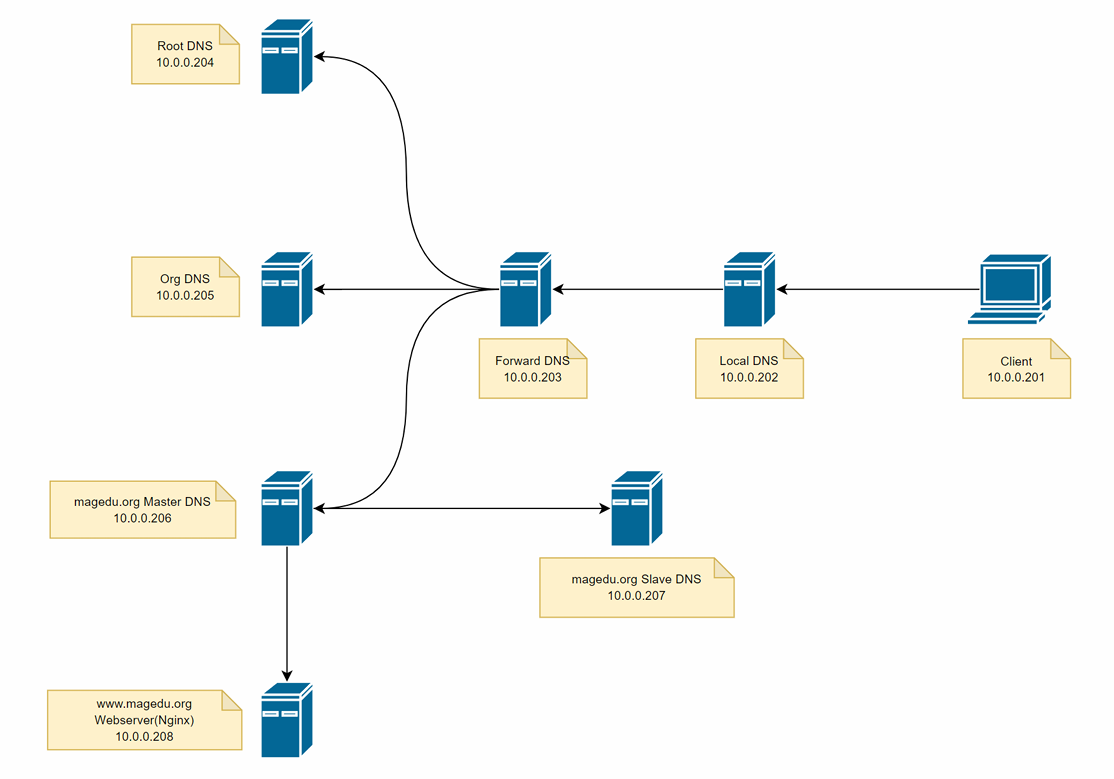 Root DNS
10.0.0.204
Org DNS
10.0.0.205
Forward DNS
10.0.0.203
Local DNS
10.0.0.202
Client
10.0.0.201
magedu.org Master DNS
10.0.0.206
magedu.org Slave DNS
10.0.0.207
www.magedu.org
Webserver(Nginx)
10.0.0.208